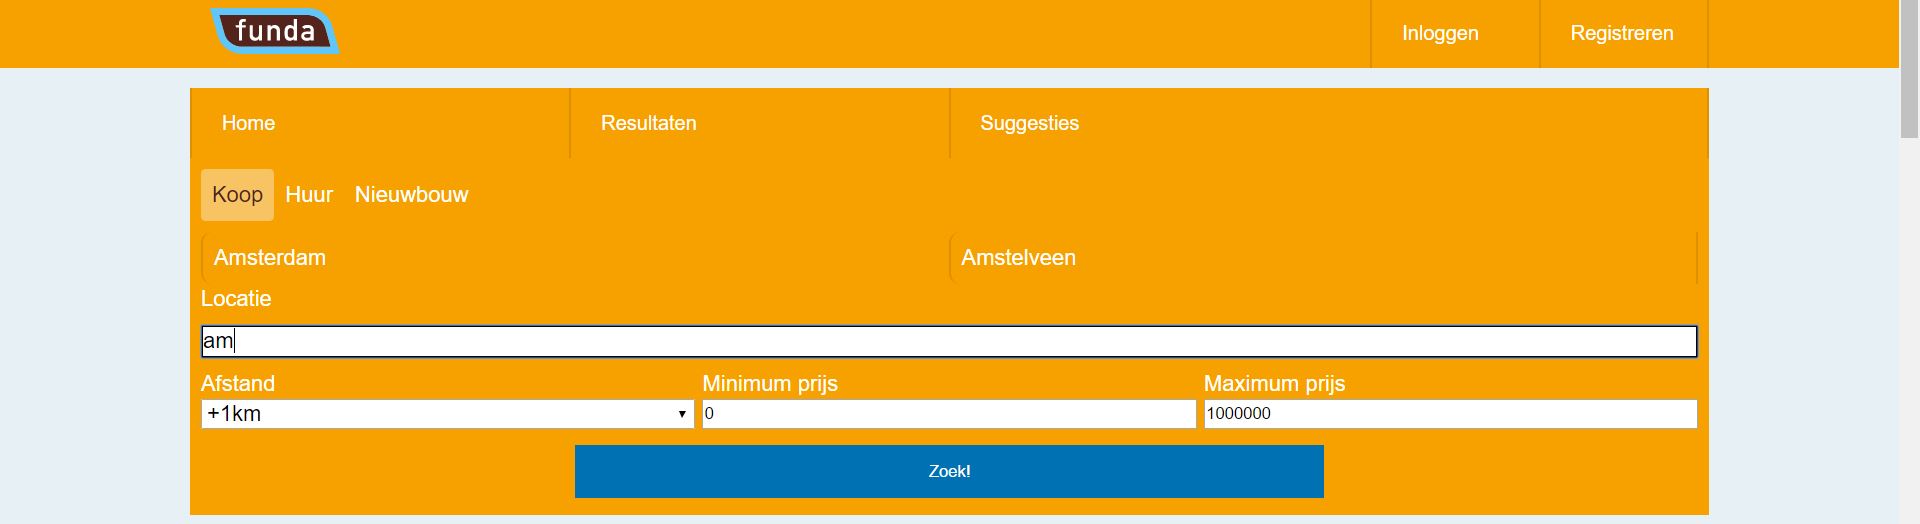 funda
Inloggen
Registreren
Home
Resultaten
Suggesties
Koop
Huur
Nieuwbouw
Amsterdam
Amstelveen
Locatie
am
Afstand
Minimum prijs
Maximum prijs
+1km
0
1000000
Zoek!